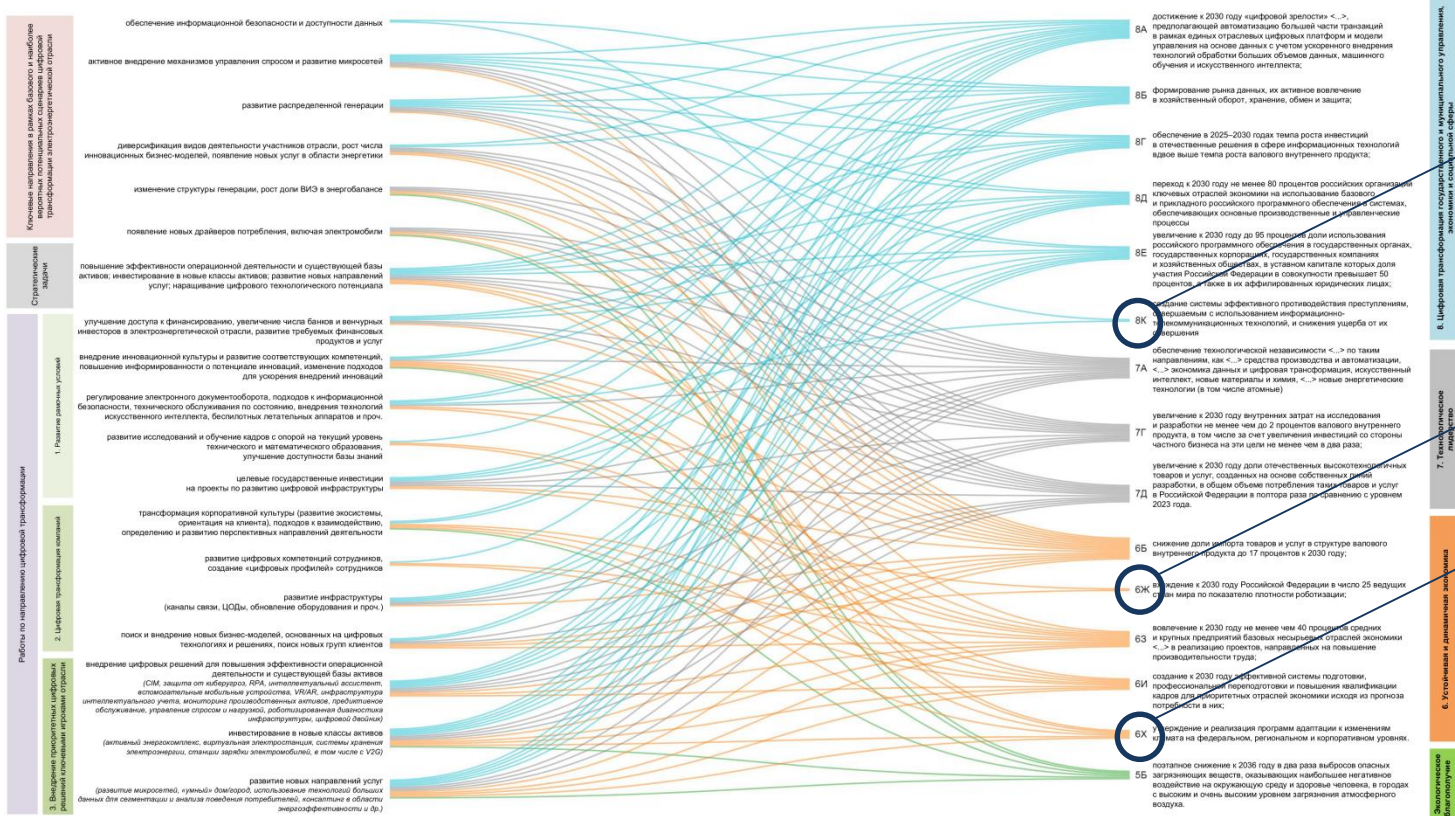 Ключевые направления в рамках базового и наиболее
вероятных потенциальных сценариев цифровой
трансформации электроэнергетической отрасли
Стратегические
задачи
Работы по направлению цифровой трансформации
1. Развитие рамочных условий
2. Цифровая трансформация компаний
3. Внедрение приоритетных цифровых
решений ключевыми игроками отрасли
обеспечение информационной безопасности и доступности данных
активное внедрение механизмов управления спросом и развитие микросетей
развитие распределенной генерации
диверсификация видов деятельности участников отрасли, рост числа
инновационных бизнес-моделей, появление новых услуг в области энергетики
изменение структуры генерации, рост доли ВИЭ в энергобалансе
появление новых драйверов потребления, включая электромобили
повышение эффективности операционной деятельности и существующей базы
активов; инвестирование в новые классы активов; развитие новых направлений
услуг; наращивание цифрового технологического потенциала
улучшение доступа к финансированию, увеличение числа банков и венчурных
инвесторов в электроэнергетической отрасли, развитие требуемых финансовых
продуктов и услуг
внедрение инновационной культуры и развитие соответствующих компетенций,
повышение информированности о потенциале инноваций, изменение подходов
для ускорения внедрений инноваций
регулирование электронного документооборота, подходов к информационной
безопасности, технического обслуживания по состоянию, внедрения технологий
искусственного интеллекта, беспилотных летательных аппаратов и проч.
развитие исследований и обучение кадров с опорой на текущий уровень
технического и математического образования,
улучшение доступности базы знаний
целевые государственные инвестиции
на проекты по развитию цифровой инфраструктуры
трансформация корпоративной культуры (развитие экосистемы,
ориентация на клиента), подходов к взаимодействию,
определению и развитию перспективных направлений деятельности
развитие цифровых компетенций сотрудников,
создание «цифровых профилей» сотрудников
развитие инфраструктуры
(каналы связи, ЦОДы, обновление оборудования и проч.)
поиск и внедрение новых бизнес-моделей, основанных на цифровых
технологиях и решениях, поиск новых групп клиентов
внедрение цифровых решений для повышения эффективности операционной
деятельности и существующей базы активов
(CIM, защита от киберугроз, RPA, интеллектуальный ассистент,
вспомогательные мобильные устройства, VR/AR, инфраструктура
интеллектуального учета, мониторинг производственных активов, предиктивное
обслуживание, управление спросом и нагрузкой, роботизированная диагностика
инфраструктуры, цифровой двойник)
инвестирование в новые классы активов
(активный энергокомплекс, виртуальная электростанция, системы хранения
электроэнергии, станции зарядки электромобилей, в том числе с V2G)
развитие новых направлений услуг
(развитие микросетей, «умный» дом/город, использование технологий больших
данных для сегментации и анализа поведения потребителей, консалтинг в области
энергоэффективности и др.)
8А
достижение к 2030 году «цифровой зрелости» <...>,
предполагающей автоматизацию большей части транзакций
в рамках единых отраслевых цифровых платформ и модели
управления на основе данных с учетом ускоренного внедрения
технологий обработки больших объемов данных, машинного
обучения и искусственного интеллекта;
8Б
формирование рынка данных, их активное вовлечение
в хозяйственный оборот, хранение, обмен и защита;
8Г
обеспечение в 2025–2030 годах темпа роста инвестиций
в отечественные решения в сфере информационных технологий
вдвое выше темпа роста валового внутреннего продукта;
8Д
переход к 2030 году не менее 80 процентов российских организаций
ключевых отраслей экономики на использование базового
и прикладного российского программного обеспечения в системах,
обеспечивающих основные производственные и управленческие
процессы
8Е
увеличение к 2030 году до 95 процентов доли использования
российского программного обеспечения в государственных органах,
государственных корпорациях, государственных компаниях
и хозяйственных обществах, в уставном капитале которых доля
участия Российской Федерации в совокупности превышает 50
процентов, а также в их аффилированных юридических лицах;
8К
создание системы эффективного противодействия преступлениям,
совершаемым с использованием информационно-
телекоммуникационных технологий, и снижения ущерба от их
совершения
7А
обеспечение технологической независимости <...> по таким
направлениям, как <...> средства производства и автоматизации,
<...> экономика данных и цифровая трансформация, искусственный
интеллект, новые материалы и химия, <...> новые энергетические
технологии (в том числе атомные)
7Г
увеличение к 2030 году внутренних затрат на исследования
и разработки не менее чем до 2 процентов валового внутреннего
продукта, в том числе за счет увеличения инвестиций со стороны
частного бизнеса на эти цели не менее чем в два раза;
7Д
увеличение к 2030 году доли отечественных высокотехнологичных
товаров и услуг, созданных на основе собственных линий
разработки, в общем объеме потребления таких товаров и услуг
в Российской Федерации в полтора раза по сравнению с уровнем
2023 года.
6Б
снижение доли импорта товаров и услуг в структуре валового
внутреннего продукта до 17 процентов к 2030 году;
6Ж
вхождение к 2030 году Российской Федерации в число 25 ведущих
стран мира по показателю плотности роботизации;
6З
вовлечение к 2030 году не менее чем 40 процентов средних
и крупных предприятий базовых несырьевых отраслей экономики
<...> в реализацию проектов, направленных на повышение
производительности труда;
6И
создание к 2030 году эффективной системы подготовки,
профессиональной переподготовки и повышения квалификации
кадров для приоритетных отраслей экономики исходя из прогноза
потребности в них;
6Х
утверждение и реализация программ адаптации к изменениям
климата на федеральном, региональном и корпоративном уровнях.
5Б
поэтапное снижение к 2036 году в два раза выбросов опасных
загрязняющих веществ, оказывающих наибольшее негативное
воздействие на окружающую среду и здоровье человека, в городах
с высоким и очень высоким уровнем загрязнения атмосферного
воздуха.
8. Цифровая трансформация государственного и муниципального управления,
экономики и социальной сферы
7. Технологическое
лидерство
6. Устойчивая и динамичная экономика
Экологическое
благополучие